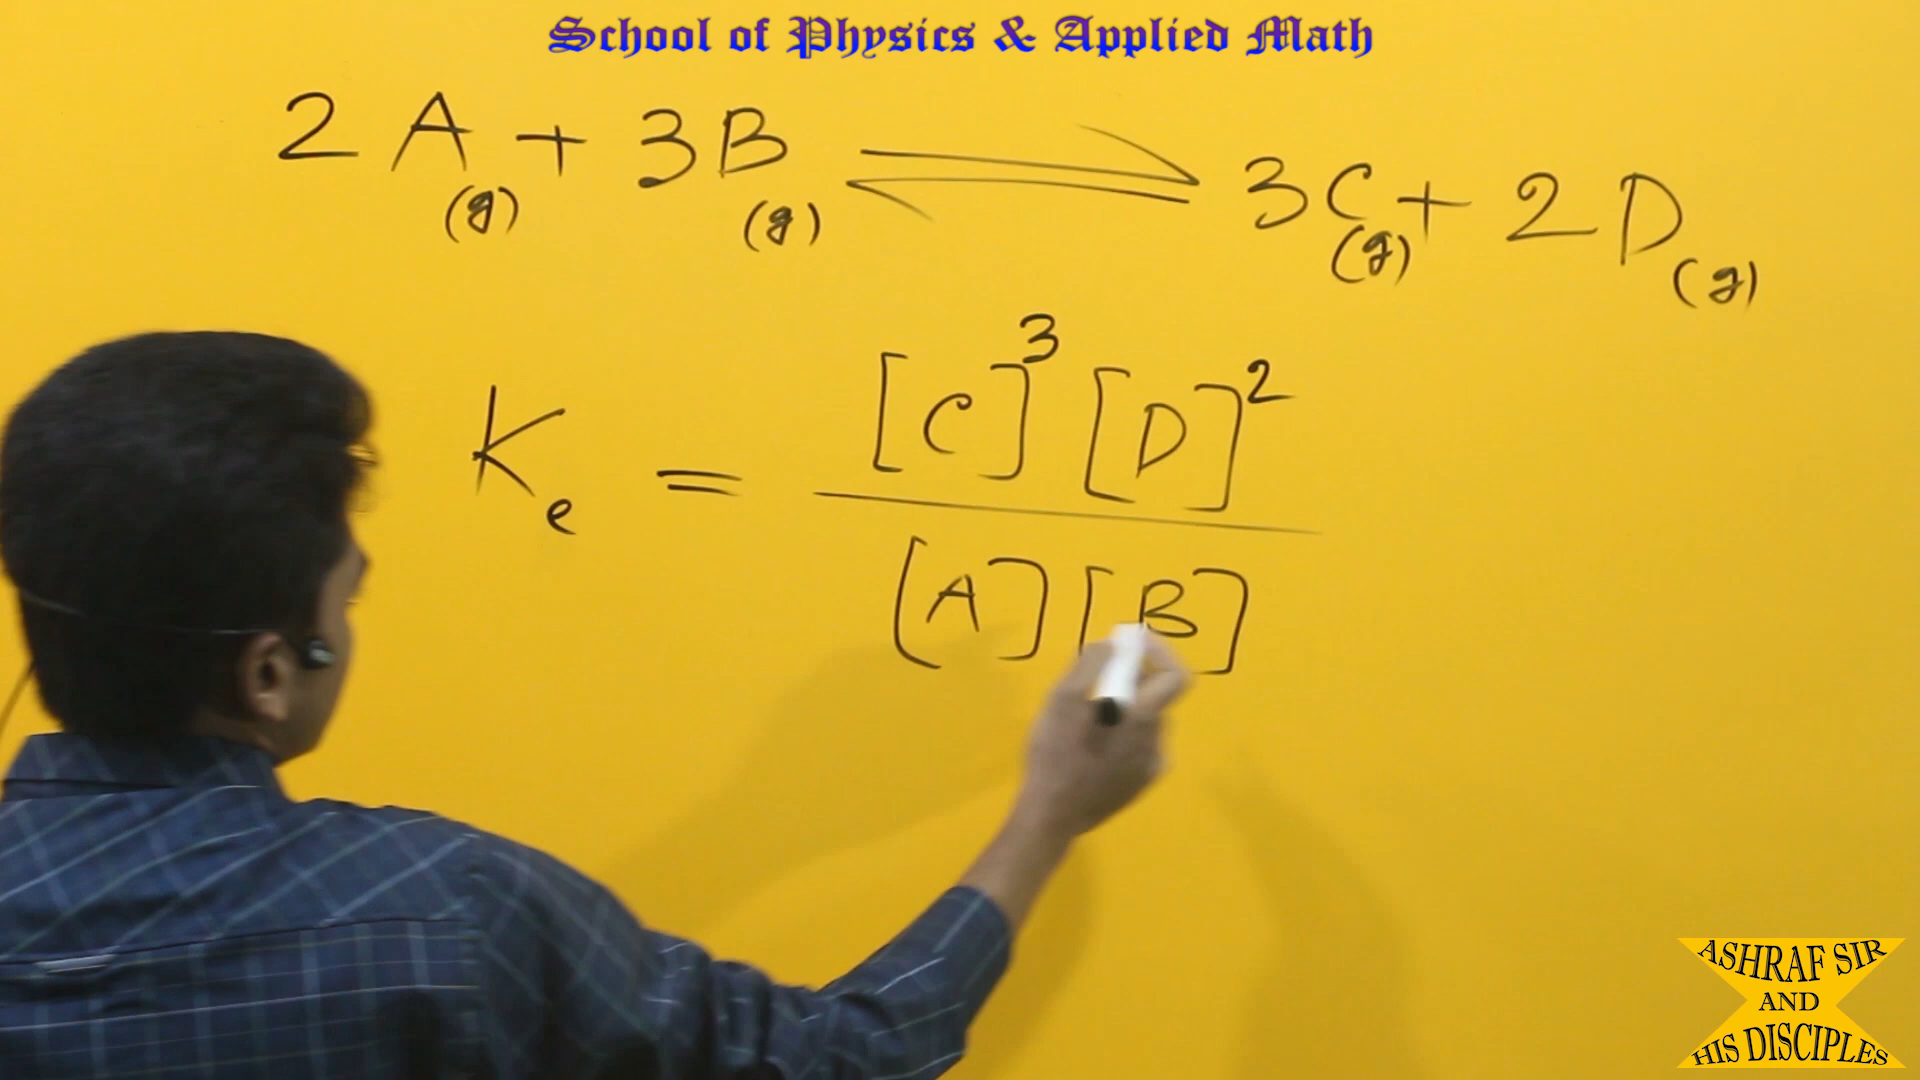 School of Physics & Applied Math
2A(g) + 3B(g) ⇌ 3C(g) + 2D(g)
Ke = [C]³ [D]² / [A] [B]
ASHRAF SIR
AND
HIS DISCIPLES